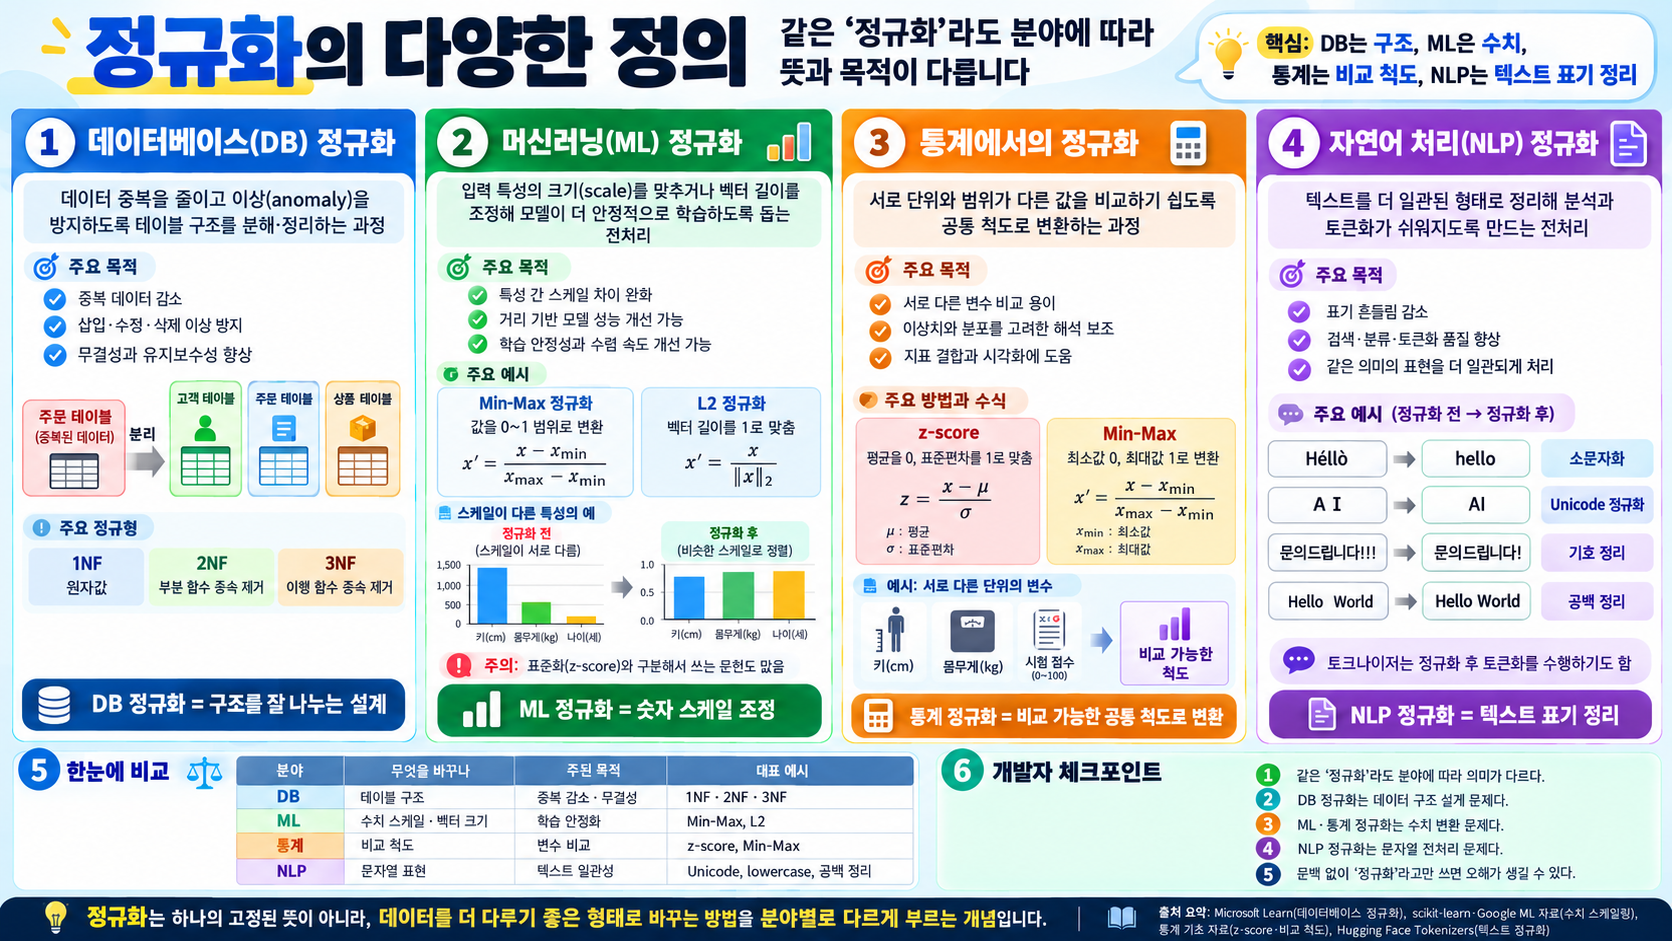 정규화의 다양한 정의
같은 ‘정규화’라도 분야에 따라
뜻과 목적이 다릅니다
핵심: DB는 구조, ML은 수치,
통계는 비교 척도, NLP는 텍스트 표기 정리
1 데이터베이스(DB) 정규화
데이터 중복을 줄이고 이상(anomaly)을
방지하도록 테이블 구조를 분해·정리하는 과정
주요 목적
중복 데이터 감소
삽입·수정·삭제 이상 방지
무결성과 유지보수성 향상
주문 테이블
(중복된 데이터)
분리
고객 테이블
주문 테이블
상품 테이블
주요 정규형
1NF
원자값
2NF
부분 함수 종속 제거
3NF
이행 함수 종속 제거
DB 정규화 = 구조를 잘 나누는 설계
2 머신러닝(ML) 정규화
입력 특성의 크기(scale)를 맞추거나 벡터 길이를
조정해 모델이 더 안정적으로 학습하도록 돕는
전처리
주요 목적
특성 간 스케일 차이 완화
거리 기반 모델 성능 개선 가능
학습 안정성과 수렴 속도 개선 가능
주요 예시
Min-Max 정규화
값을 0~1 범위로 변환
x′ = (x − xmin) / (xmax − xmin)
L2 정규화
벡터 길이를 1로 맞춤
x′ = x / ‖x‖2
스케일이 다른 특성의 예
정규화 전
(스케일이 서로 다름)
1,500
1,000
500
0
키(cm) 몸무게(kg) 나이(세)
정규화 후
(비슷한 스케일로 정렬)
1.0
0.5
0.0
키(cm) 몸무게(kg) 나이(세)
주의: 표준화(z-score)와 구분해서 쓰는 문헌도 많음
ML 정규화 = 숫자 스케일 조정
3 통계에서의 정규화
서로 단위와 범위가 다른 값을 비교하기 쉽도록
공통 척도로 변환하는 과정
주요 목적
서로 다른 변수 비교 용이
이상치와 분포를 고려한 해석 보조
지표 결합과 시각화에 도움
주요 방법과 수식
z-score
평균을 0, 표준편차를 1로 맞춤
z = (x − μ) / σ
μ : 평균
σ : 표준편차
Min-Max
최소값 0, 최대값 1로 변환
x′ = (x − xmin) / (xmax − xmin)
xmin : 최소값
xmax : 최대값
예시: 서로 다른 단위의 변수
키(cm)
몸무게(kg)
시험 점수
(0~100)
비교 가능한
척도
통계 정규화 = 비교 가능한 공통 척도로 변환
4 자연어 처리(NLP) 정규화
텍스트를 더 일관된 형태로 정리해 분석과
토큰화가 쉬워지도록 만드는 전처리
주요 목적
표기 흔들림 감소
검색·분류·토큰화 품질 향상
같은 의미의 표현을 더 일관되게 처리
주요 예시 (정규화 전 → 정규화 후)
Héllò hello 소문자화
A I AI Unicode 정규화
문의드립니다!!! 문의드립니다! 기호 정리
Hello World Hello World 공백 정리
토크나이저는 정규화 후 토큰화를 수행하기도 함
NLP 정규화 = 텍스트 표기 정리
5 한눈에 비교
분야 무엇을 바꾸나 주된 목적 대표 예시
DB 테이블 구조 중복 감소·무결성 1NF · 2NF · 3NF
ML 수치 스케일·벡터 크기 학습 안정화 Min-Max, L2
통계 비교 척도 변수 비교 z-score, Min-Max
NLP 문자열 표현 텍스트 일관성 Unicode, lowercase, 공백 정리
6 개발자 체크포인트
1 같은 ‘정규화’라도 분야에 따라 의미가 다르다.
2 DB 정규화는 데이터 구조 설계 문제다.
3 ML·통계 정규화는 수치 변환 문제다.
4 NLP 정규화는 문자열 전처리 문제다.
5 문맥 없이 ‘정규화’라고만 쓰면 오해가 생길 수 있다.
정규화는 하나의 고정된 뜻이 아니라, 데이터를 더 다루기 좋은 형태로 바꾸는 방법을 분야별로 다르게 부르는 개념입니다.
출처 요약: Microsoft Learn(데이터베이스 정규화), scikit-learn·Google ML 자료(수치 스케일링),
통계 기초 자료(z-score·비교 척도), Hugging Face Tokenizers(텍스트 정규화)